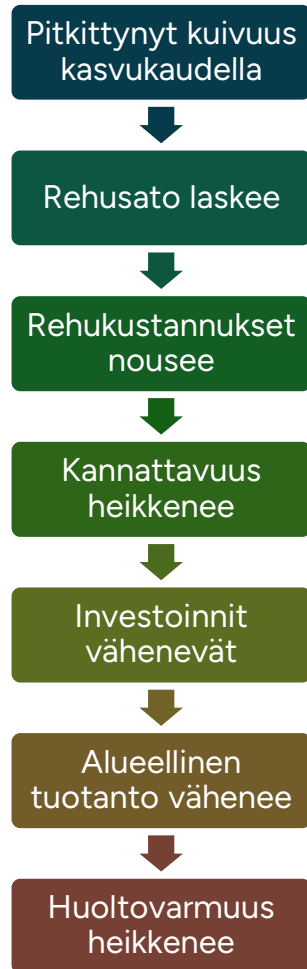 Pitkittynyt kuivuus
kasvukaudella
Rehusato laskee
Rehukustannukset
nousee
Kannattavuus
heikkenee
Investoinnit
vähenevät
Alueellinen
tuotanto vähenee
Huoltovarmuus
heikkenee